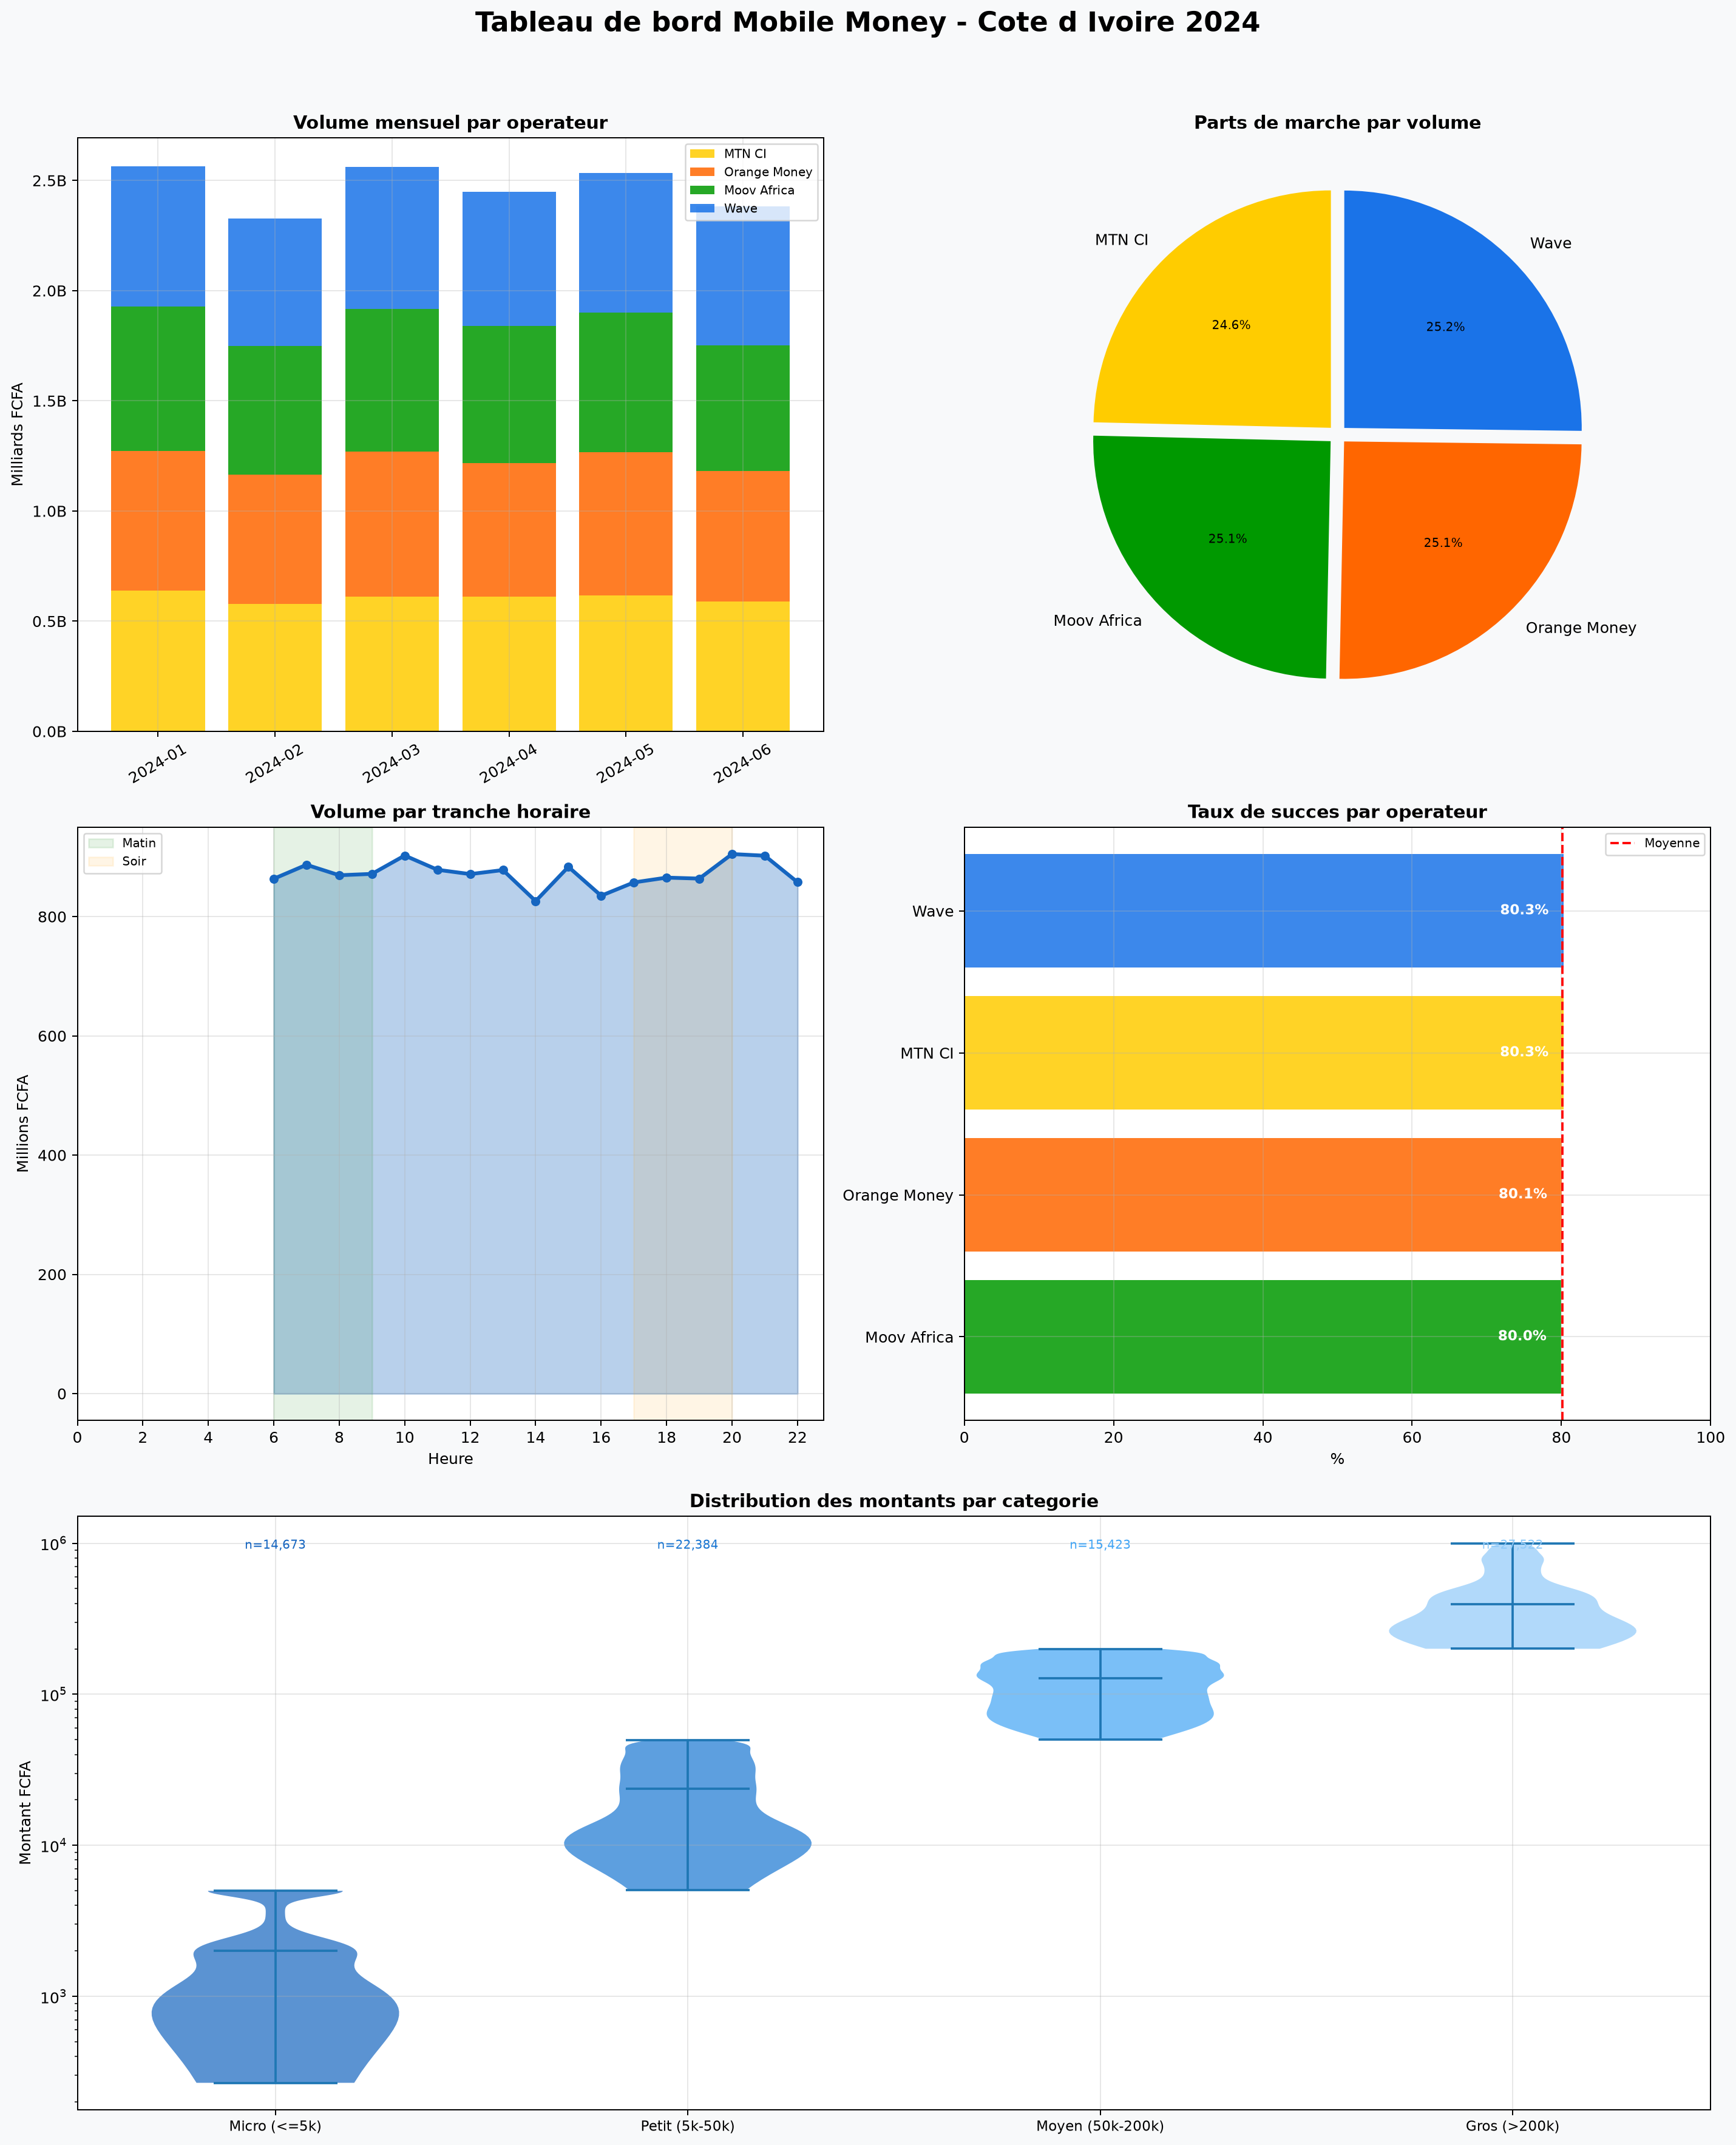 Tableau de bord Mobile Money - Cote d Ivoire 2024
Volume mensuel par operateur
Milliards FCFA
2.5B
2.0B
1.5B
1.0B
0.5B
0.0B
MTN CI
Orange Money
Moov Africa
Wave
2024-01 2024-02 2024-03 2024-04 2024-05 2024-06
Parts de marche par volume
MTN CI
24.6%
Wave
25.2%
Moov Africa
25.1%
Orange Money
25.1%
Volume par tranche horaire
Matin
Soir
Millions FCFA
800
600
400
200
0
0 2 4 6 8 10 12 14 16 18 20 22
Heure
Taux de succes par operateur
Moyenne
Wave 80.3%
MTN CI 80.3%
Orange Money 80.1%
Moov Africa 80.0%
0 20 40 60 80 100
%
Distribution des montants par categorie
Montant FCFA
10⁶
10⁵
10⁴
10³
n=14,673 n=22,384 n=15,423
Micro (<=5k) Petit (5k-50k) Moyen (50k-200k) Gros (>200k)